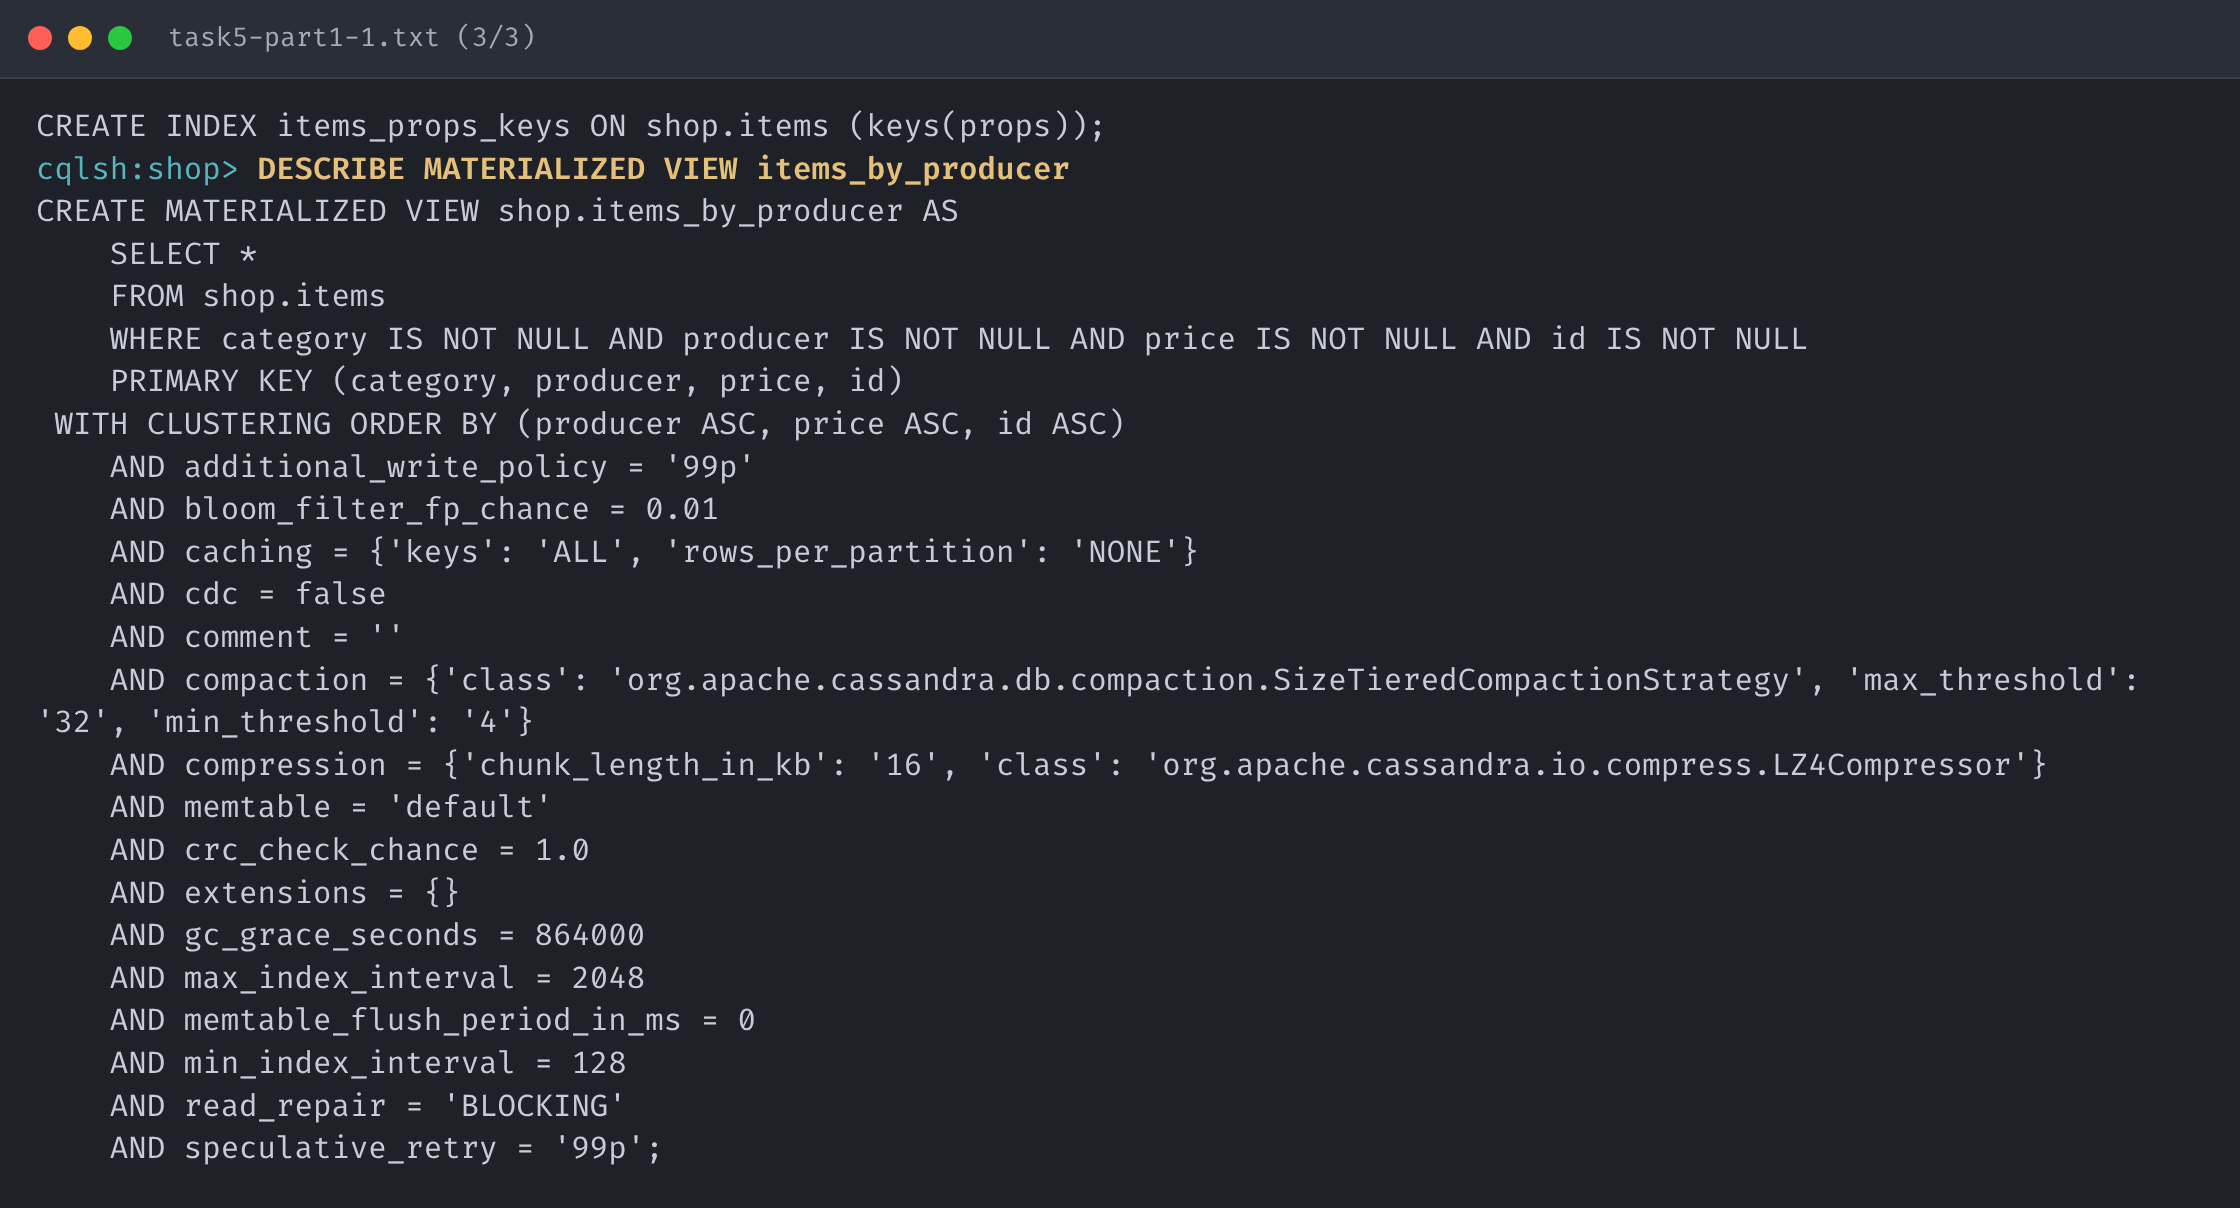 task5-part1-1.txt (3/3)
CREATE INDEX items_props_keys ON shop.items (keys(props));
cqlsh:shop> DESCRIBE MATERIALIZED VIEW items_by_producer
CREATE MATERIALIZED VIEW shop.items_by_producer AS
    SELECT *
    FROM shop.items
    WHERE category IS NOT NULL AND producer IS NOT NULL AND price IS NOT NULL AND id IS NOT NULL
    PRIMARY KEY (category, producer, price, id)
 WITH CLUSTERING ORDER BY (producer ASC, price ASC, id ASC)
    AND additional_write_policy = '99p'
    AND bloom_filter_fp_chance = 0.01
    AND caching = {'keys': 'ALL', 'rows_per_partition': 'NONE'}
    AND cdc = false
    AND comment = ''
    AND compaction = {'class': 'org.apache.cassandra.db.compaction.SizeTieredCompactionStrategy', 'max_threshold':
'32', 'min_threshold': '4'}
    AND compression = {'chunk_length_in_kb': '16', 'class': 'org.apache.cassandra.io.compress.LZ4Compressor'}
    AND memtable = 'default'
    AND crc_check_chance = 1.0
    AND extensions = {}
    AND gc_grace_seconds = 864000
    AND max_index_interval = 2048
    AND memtable_flush_period_in_ms = 0
    AND min_index_interval = 128
    AND read_repair = 'BLOCKING'
    AND speculative_retry = '99p';